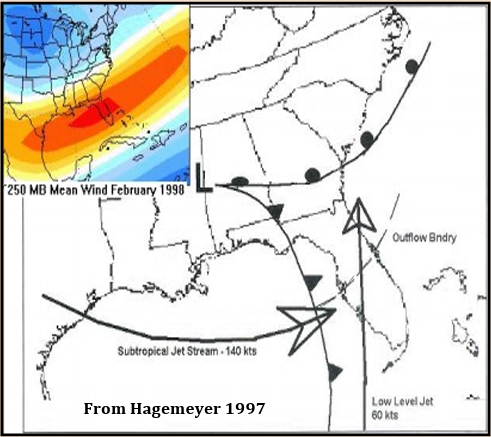 250 MB Mean Wind February 1998
L
Outflow Bndry
Subtropical Jet Stream - 140 kts
Low Level Jet
60 kts
From Hagemeyer 1997